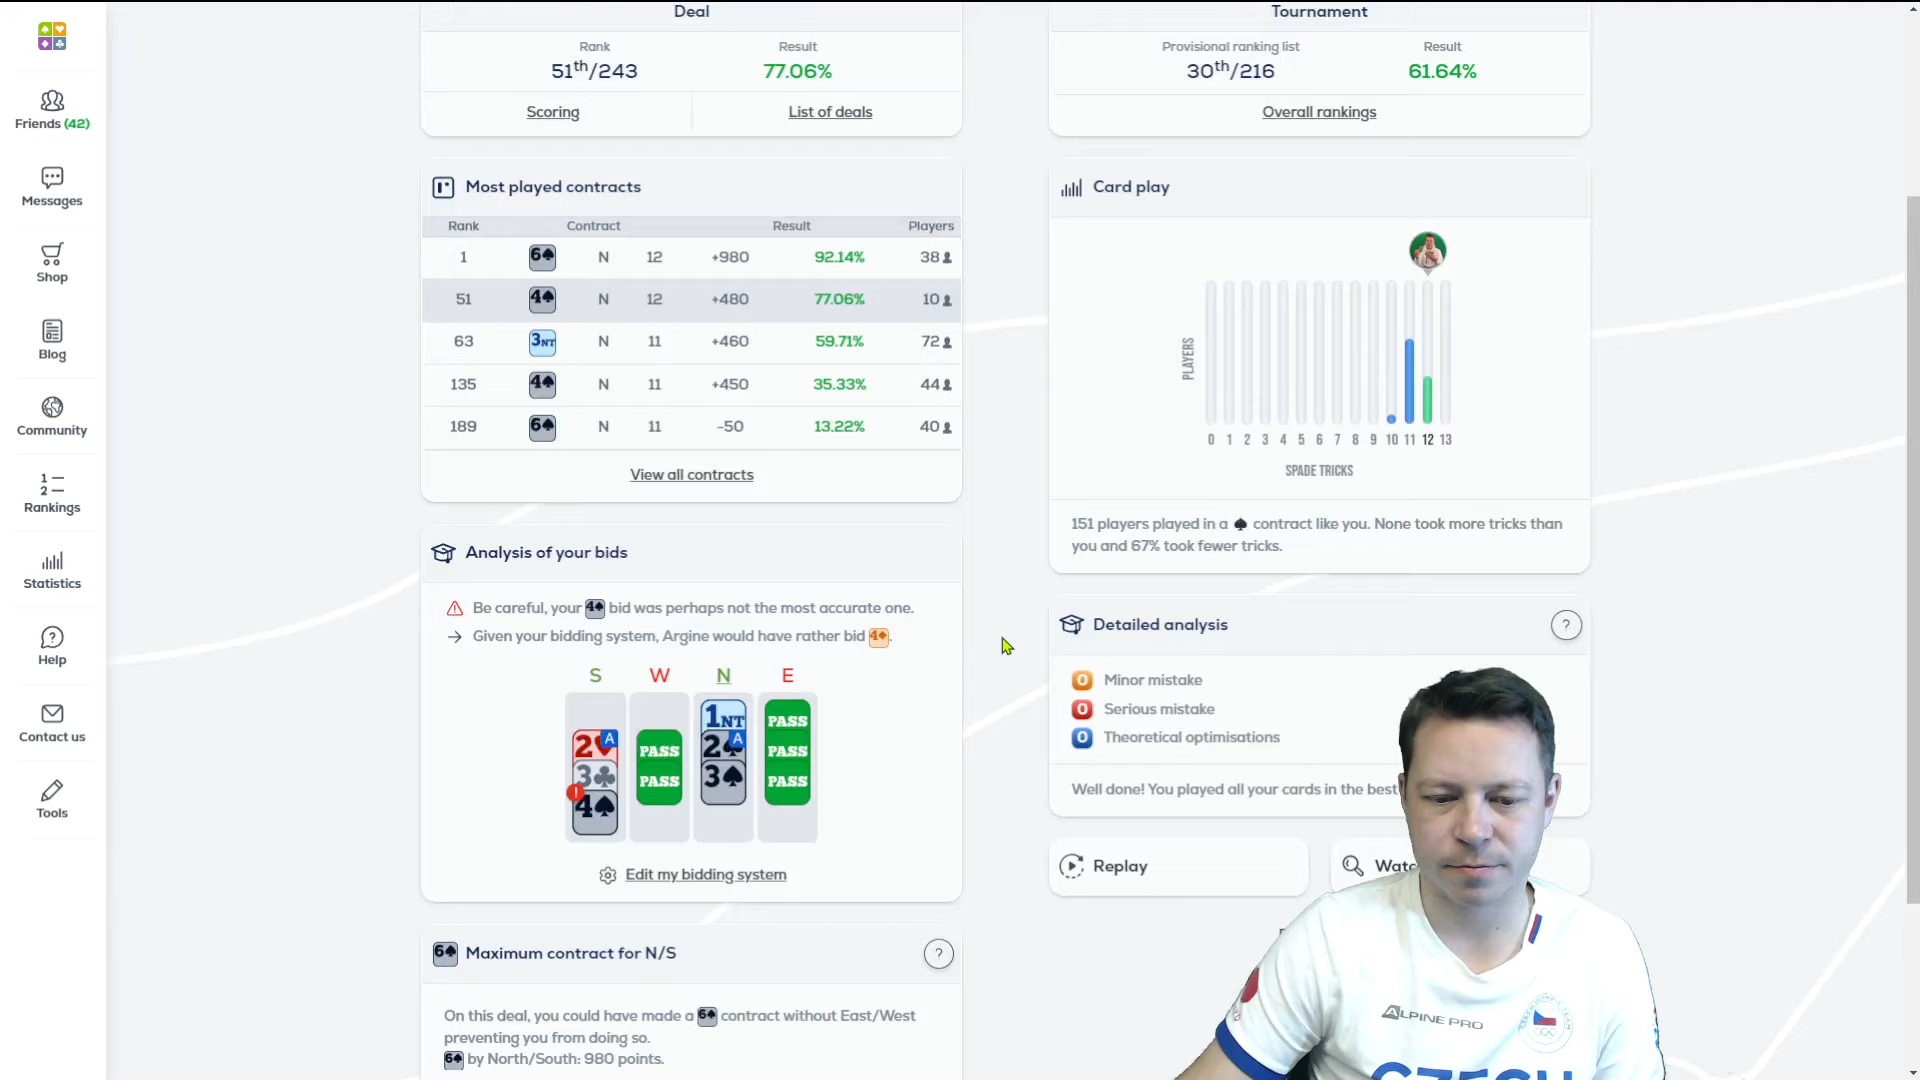 Friends (42)
Messages
Shop
Blog
Community
Rankings
Statistics
Help
Contact us
Tools
Deal
Rank
Result
51th/243
77.06%
Scoring
List of deals
Tournament
Provisional ranking list
Result
30th/216
61.64%
Overall rankings
Most played contracts
Rank Contract Result Players
1 6♠ N 12 +980 92.14% 38
51 4♠ N 12 +480 77.06% 10
63 3NT N 11 +460 59.71% 72
135 4♠ N 11 +450 35.33% 44
189 6♠ N 11 -50 13.22% 40
View all contracts
Card play
PLAYERS
0 1 2 3 4 5 6 7 8 9 10 11 12 13
SPADE TRICKS
151 players played in a ♠ contract like you. None took more tricks than
you and 67% took fewer tricks.
Analysis of your bids
Be careful, your 4♠ bid was perhaps not the most accurate one.
→ Given your bidding system, Argine would have rather bid 4♦.
S W N E
1NT PASS
2♥ A PASS 2♠ A PASS
3♣ PASS 3♠ PASS
! 4♠
Edit my bidding system
Detailed analysis
?
0 Minor mistake
0 Serious mistake
0 Theoretical optimisations
Well done! You played all your cards in the best
Replay
6♠ Maximum contract for N/S
?
On this deal, you could have made a 6♠ contract without East/West
preventing you from doing so.
6♠ by North/South: 980 points.
ALPINE PRO
CZECH